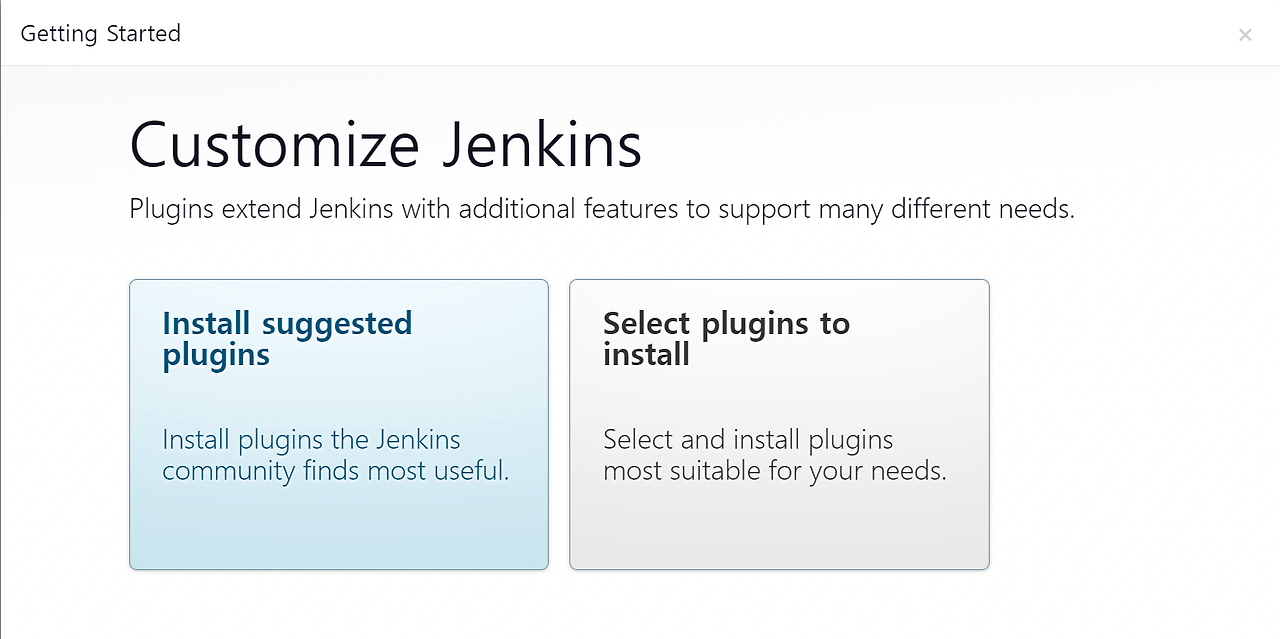 Getting Started
×
Customize Jenkins
Plugins extend Jenkins with additional features to support many different needs.
Install suggested
plugins
Install plugins the Jenkins
community finds most useful.
Select plugins to
install
Select and install plugins
most suitable for your needs.